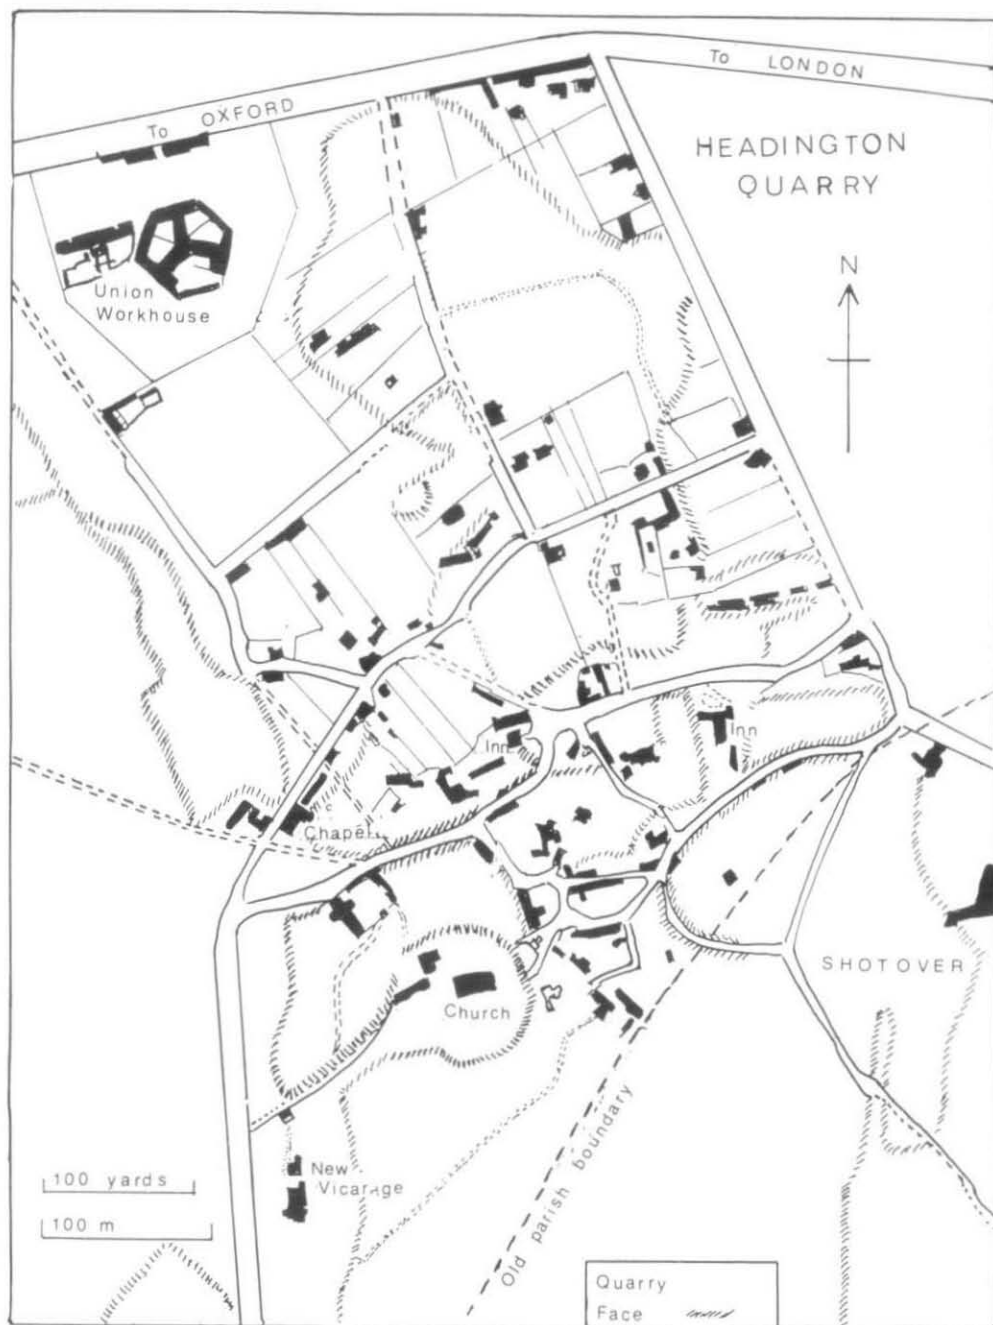 To LONDON
To OXFORD
HEADINGTON
QUARRY
N
Union
Workhouse
Inn
Inn
Chapel
SHOTOVER
Church
New
Vicarage
100 yards
100 m
Old parish boundary
Quarry
Face